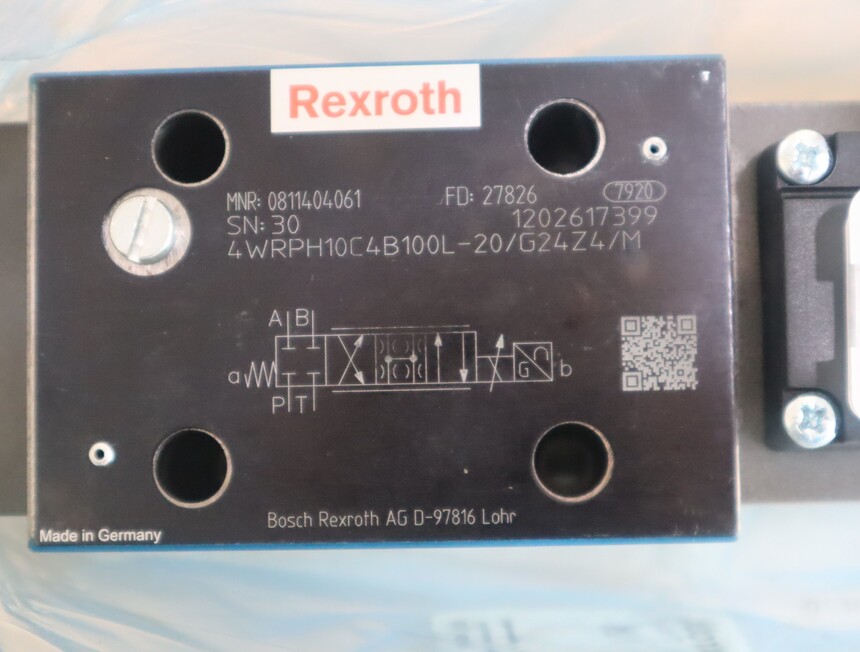 Rexroth
MNR: 0811404061 FD: 27826 7920
SN: 30 1202617399
4WRPH10C4B100L-20/G24Z4/M
A B
a G b
P T
Bosch Rexroth AG D-97816 Lohr
Made in Germany